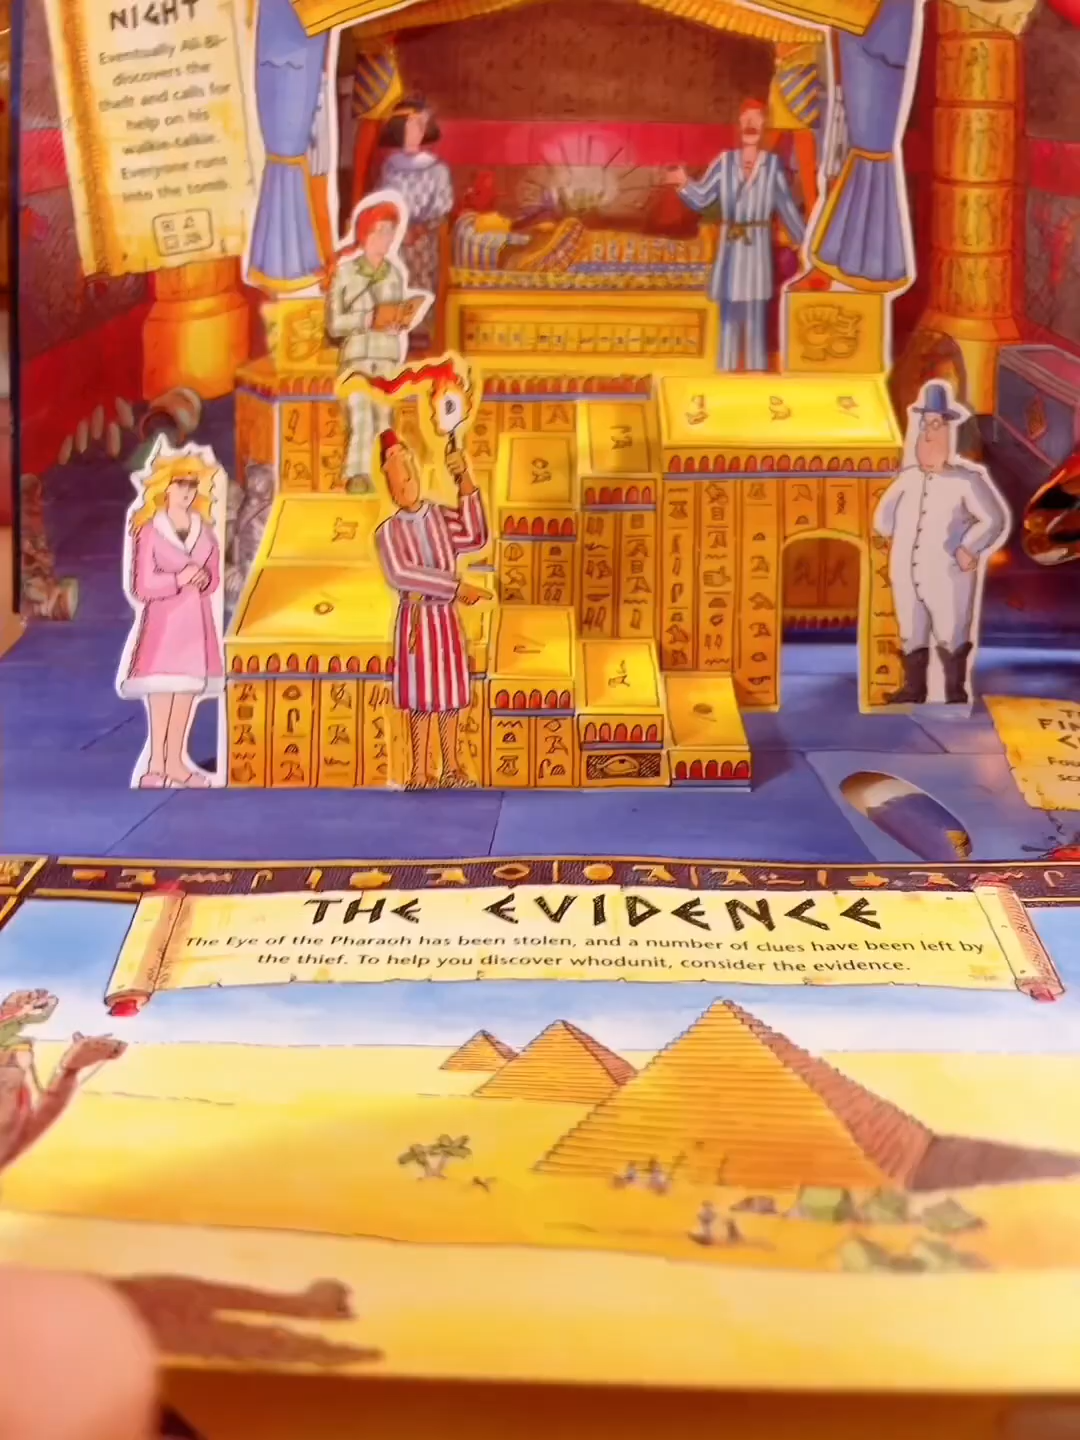 NIGHT
Eventually Ali-Bi-
discovers the
theft and calls for
help on his
walkie-talkie.
Everyone runs
into the tomb.
THE EVIDENCE
The Eye of the Pharaoh has been stolen, and a number of clues have been left by
the thief. To help you discover whodunit, consider the evidence.